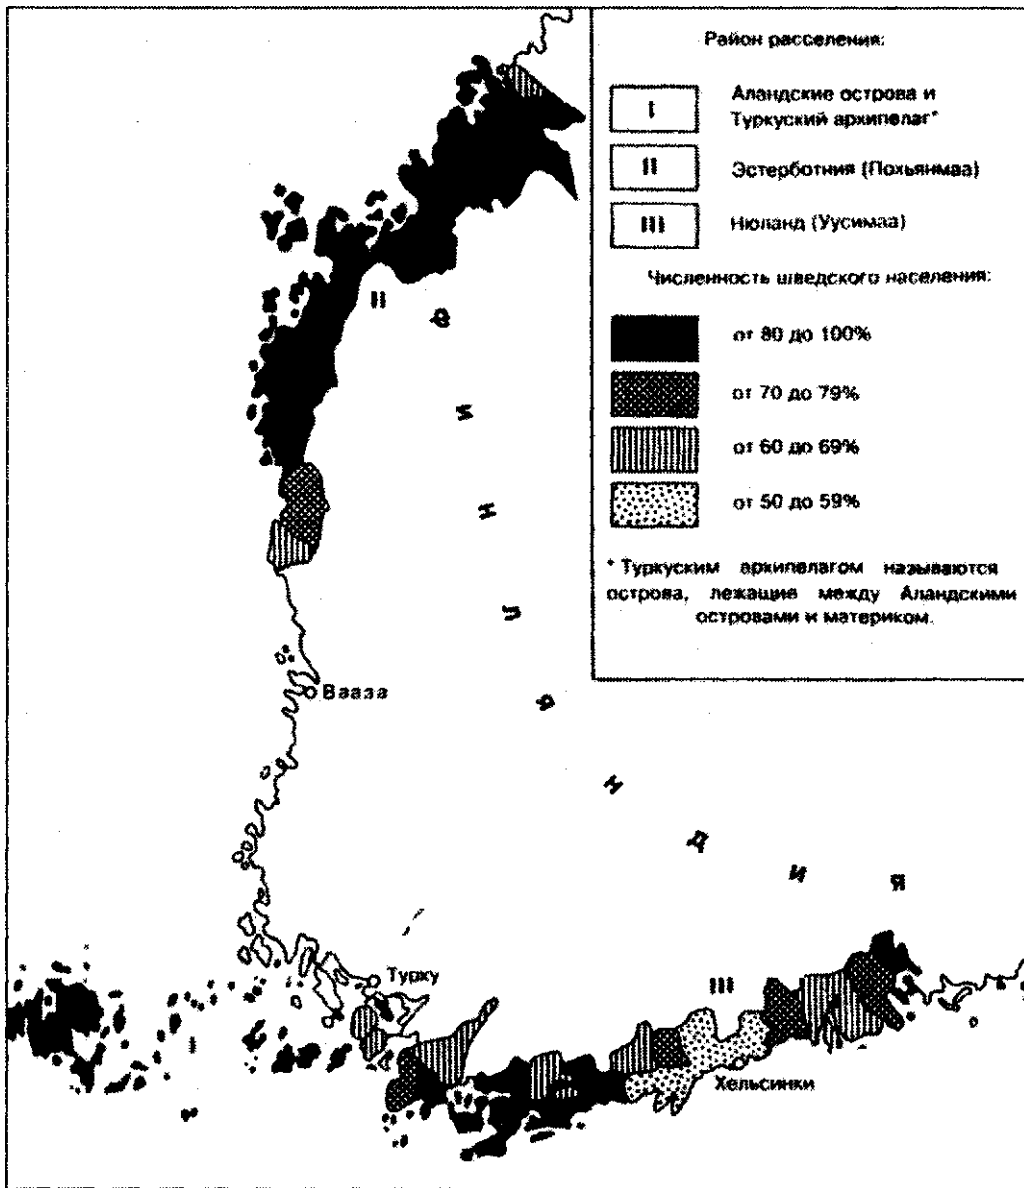 Район расселения:
I
Аландские острова и
Туркуский архипелаг*
II
Эстерботния (Похьянмаа)
III
Нюланд (Уусимаа)
Численность шведского населения:
от 80 до 100%
от 70 до 79%
от 60 до 69%
от 50 до 59%
* Туркуским архипелагом называются
острова, лежащие между Аландскими
островами и материком.
II
ФИНЛЯНДИЯ
Вааза
Турку
I
III
Хельсинки